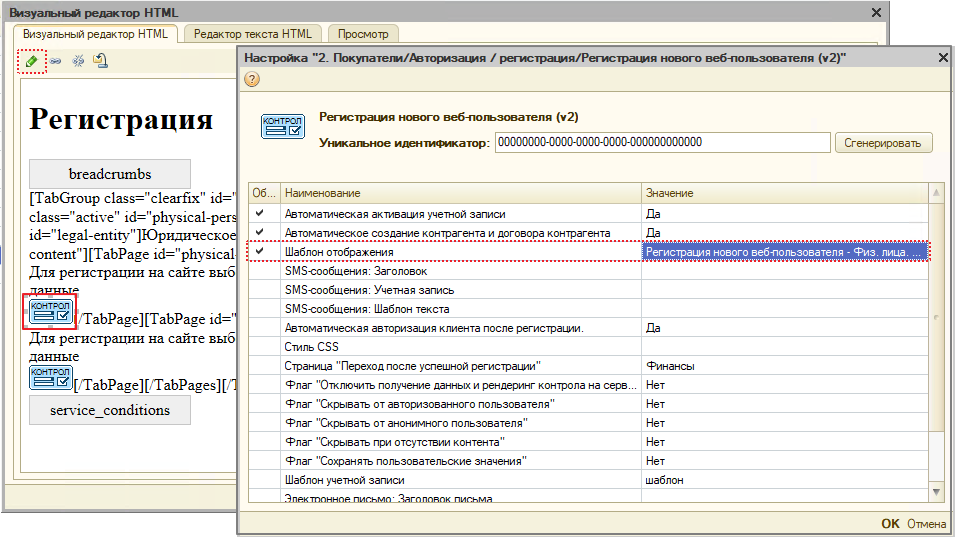 Визуальный редактор HTML
Визуальный редактор HTML
Редактор текста HTML
Просмотр
Регистрация
breadcrumbs
[TabGroup class="clearfix" id="
class="active" id="physical-pers
id="legal-entity"]Юридическое
content"][TabPage id="physical-
Для регистрации на сайте выб
данные
КОНТРОЛ
[/TabPage][TabPage id="
Для регистрации на сайте выб
данные
КОНТРОЛ
[/TabPage][/TabPages][/T
service_conditions
Настройка "2. Покупатели/Авторизация / регистрация/Регистрация нового веб-пользователя (v2)"
?
КОНТРОЛ
Регистрация нового веб-пользователя (v2)
Уникальное идентификатор: 00000000-0000-0000-0000-000000000000 Сгенерировать
Об... Наименование Значение
Автоматическая активация учетной записи Да
Автоматическое создание контрагента и договора контрагента Да
Шаблон отображения Регистрация нового веб-пользователя - Физ. лица. ...
SMS-сообщения: Заголовок
SMS-сообщения: Учетная запись
SMS-сообщения: Шаблон текста
Автоматическая авторизация клиента после регистрации. Да
Стиль CSS
Страница "Переход после успешной регистрации" Финансы
Флаг "Отключить получение данных и рендеринг контрола на серв... Нет
Флаг "Скрывать от авторизованного пользователя" Нет
Флаг "Скрывать от анонимного пользователя" Нет
Флаг "Скрывать при отсутствии контента" Нет
Флаг "Сохранять пользовательские значения" Нет
Шаблон учетной записи шаблон
Электронное письмо: Заголовок письма
OK Отмена